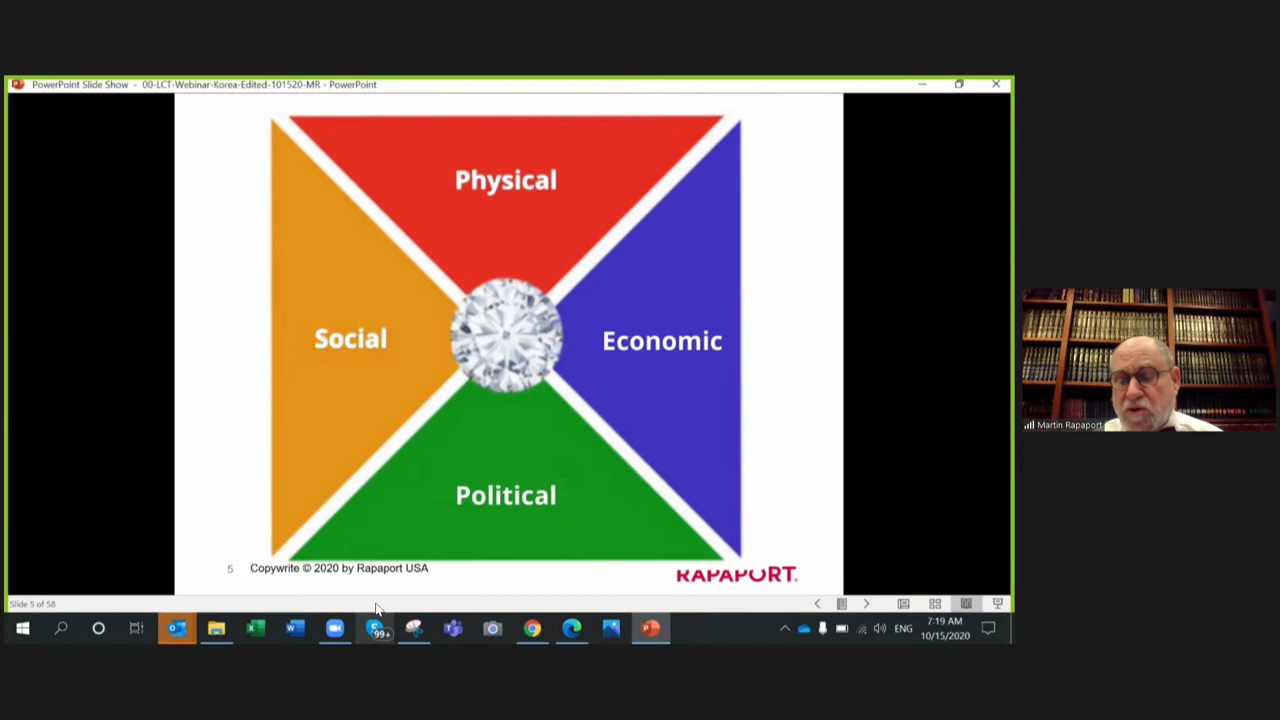 PowerPoint Slide Show - 00-LCT-Webinar-Korea-Edited-101520-MR - PowerPoint
Physical
Social
Economic
Political
5 Copywrite © 2020 by Rapaport USA
RAPAPORT.
Martin Rapaport
Slide 5 of 58
99+
ENG
7:19 AM
10/15/2020